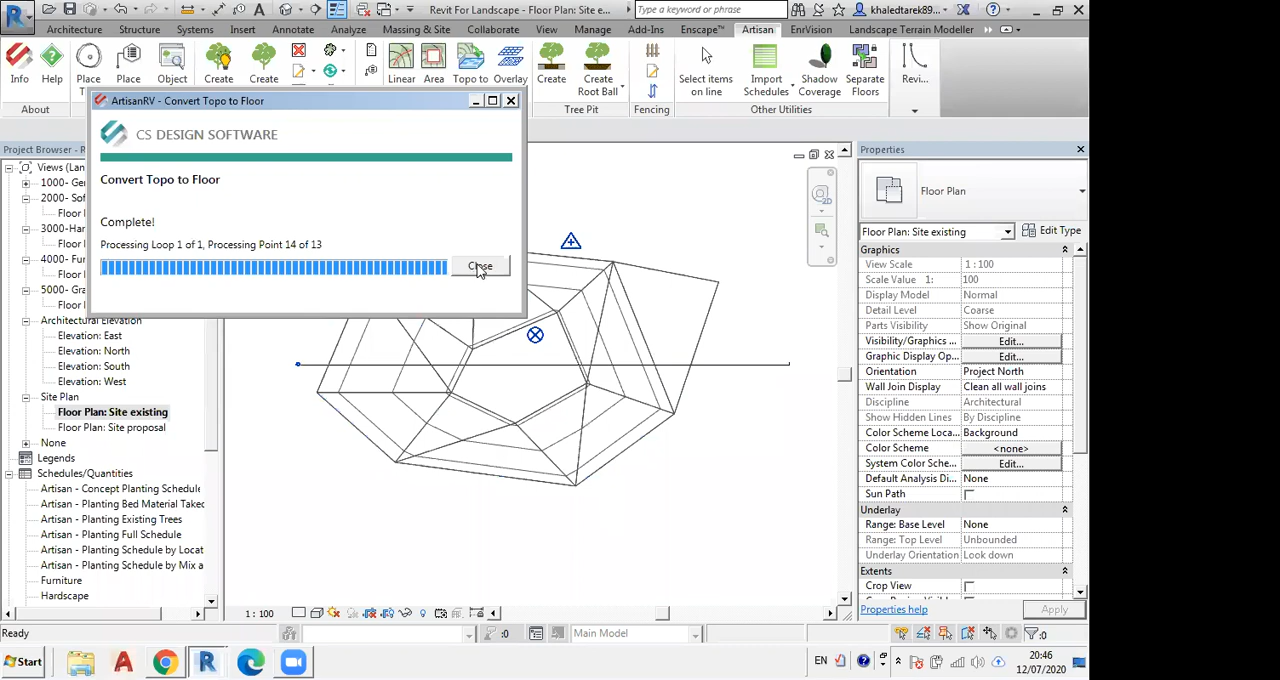 Revit For Landscape - Floor Plan: Site e...
Type a keyword or phrase
khaledtarek89...
Architecture Structure Systems Insert Annotate Analyze Massing & Site Collaborate View Manage Add-Ins Enscape™ Artisan EnrVision Landscape Terrain Modeller
Info Help Place Place Object Create Create Linear Area Topo to Overlay Create Create Root Ball Select items on line Import Schedules Shadow Coverage Separate Floors Revi...
About Tree Pit Fencing Other Utilities
ArtisanRV - Convert Topo to Floor
CS DESIGN SOFTWARE
Convert Topo to Floor
Complete!
Processing Loop 1 of 1, Processing Point 14 of 13
Close
Project Browser - R
Views (Lan
1000- Ge
2000- Sof
Floor
3000-Har
Floor
4000- Fur
Floor
5000- Gra
Floor
Architectural Elevation
Elevation: East
Elevation: North
Elevation: South
Elevation: West
Site Plan
Floor Plan: Site existing
Floor Plan: Site proposal
None
Legends
Schedules/Quantities
Artisan - Concept Planting Schedule
Artisan - Planting Bed Material Takec
Artisan - Planting Existing Trees
Artisan - Planting Full Schedule
Artisan - Planting Schedule by Locat
Artisan - Planting Schedule by Mix a
Furniture
Hardscape
2D
Properties
Floor Plan
Floor Plan: Site existing Edit Type
Graphics
View Scale 1 : 100
Scale Value 1: 100
Display Model Normal
Detail Level Coarse
Parts Visibility Show Original
Visibility/Graphics ... Edit...
Graphic Display Op... Edit...
Orientation Project North
Wall Join Display Clean all wall joins
Discipline Architectural
Show Hidden Lines By Discipline
Color Scheme Loca... Background
Color Scheme <none>
System Color Sche... Edit...
Default Analysis Di... None
Sun Path
Underlay
Range: Base Level None
Range: Top Level Unbounded
Underlay Orientation Look down
Extents
Crop View
Properties help Apply
1 : 100
Ready
:0 Main Model :0
Start
EN
20:46
12/07/2020